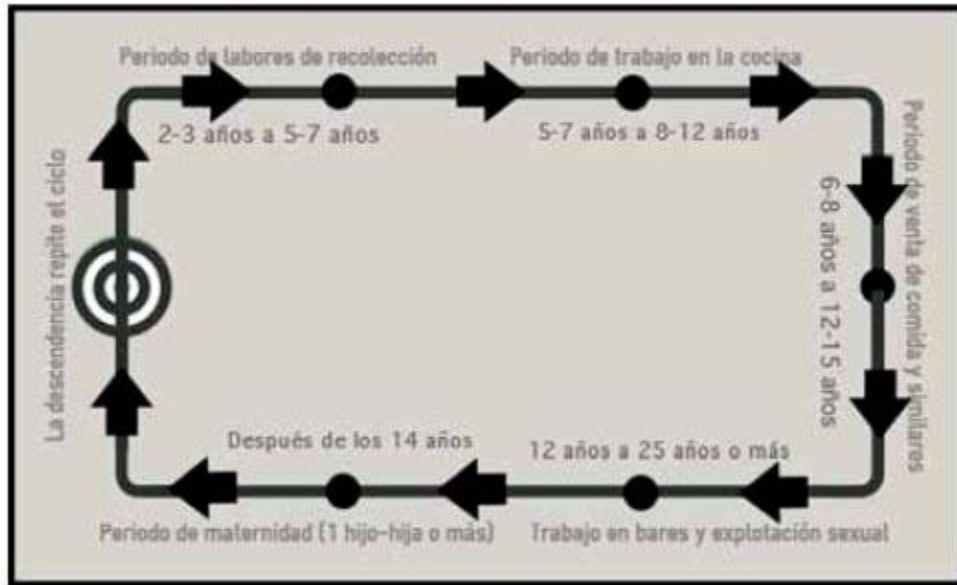 Periodo de labores de recolección
2-3 años a 5-7 años
Periodo de trabajo en la cocina
5-7 años a 8-12 años
Periodo de venta de comida y similares
6-8 años a 12-15 años
12 años a 25 años o más
Trabajo en bares y explotación sexual
Después de los 14 años
Periodo de maternidad (1 hijo-hija o más)
La descendencia repite el ciclo